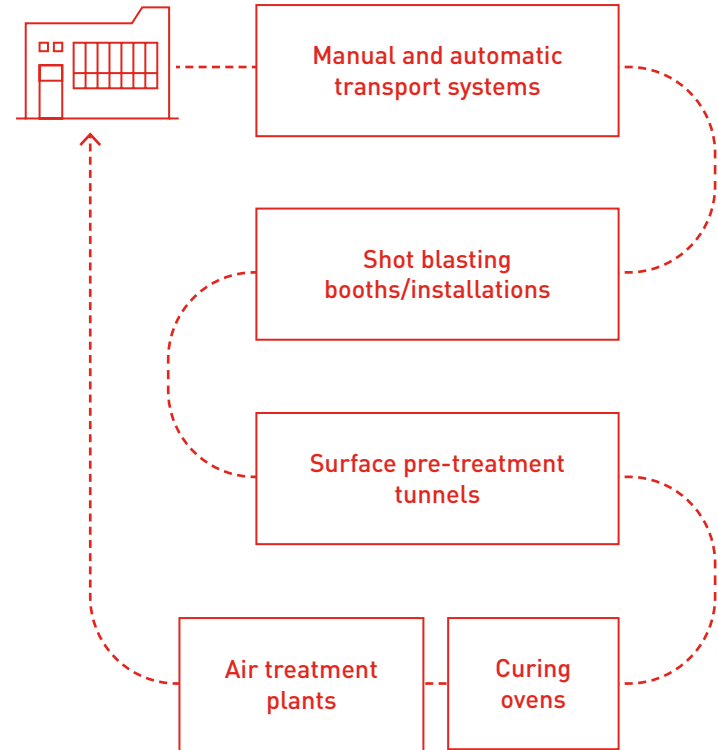 Manual and automatic
transport systems
Shot blasting
booths/installations
Surface pre-treatment
tunnels
Air treatment
plants
Curing
ovens